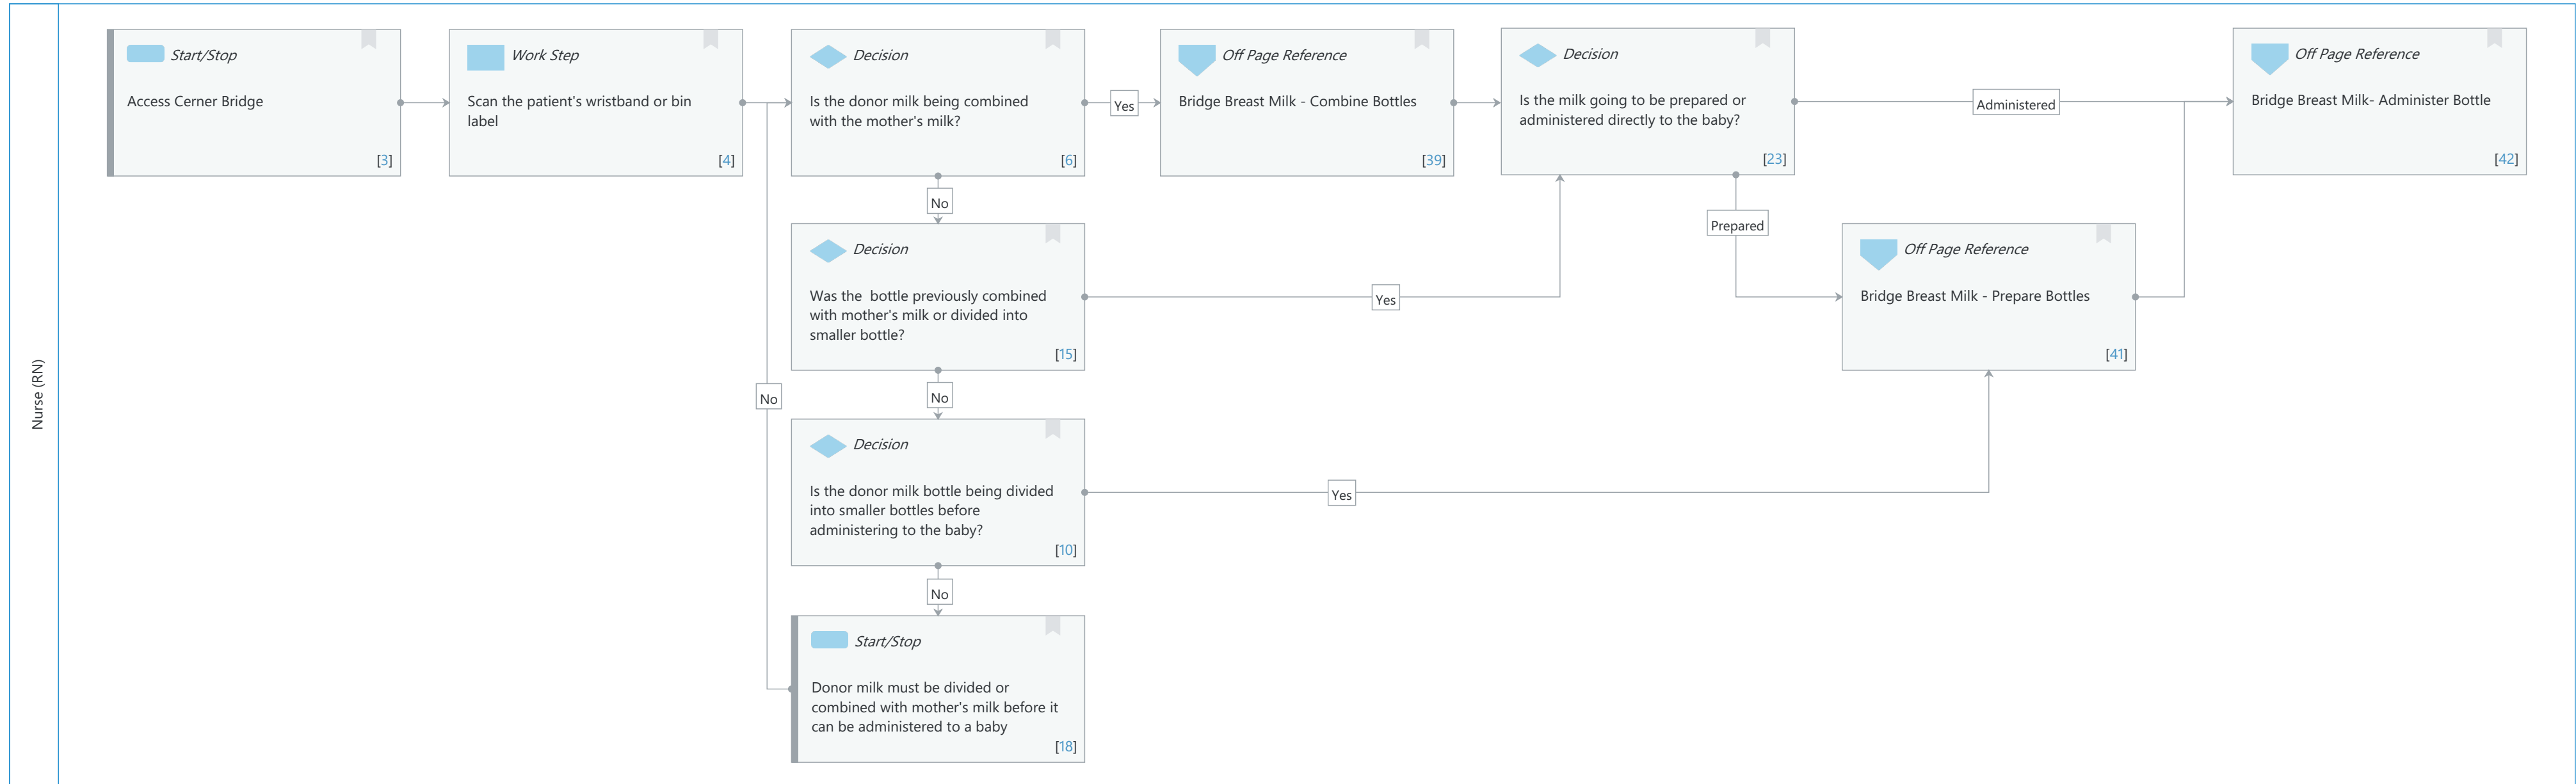 Nurse (RN)
Start/Stop
Access Cerner Bridge
[3]
Work Step
Scan the patient's wristband or bin
label
[4]
Decision
Is the donor milk being combined
with the mother's milk?
[6]
Yes
Off Page Reference
Bridge Breast Milk - Combine Bottles
[39]
Decision
Is the milk going to be prepared or
administered directly to the baby?
[23]
Administered
Off Page Reference
Bridge Breast Milk- Administer Bottle
[42]
No
Prepared
Decision
Was the  bottle previously combined
with mother's milk or divided into
smaller bottle?
[15]
Yes
Off Page Reference
Bridge Breast Milk - Prepare Bottles
[41]
No
No
Decision
Is the donor milk bottle being divided
into smaller bottles before
administering to the baby?
[10]
Yes
No
Start/Stop
Donor milk must be divided or
combined with mother's milk before it
can be administered to a baby
[18]